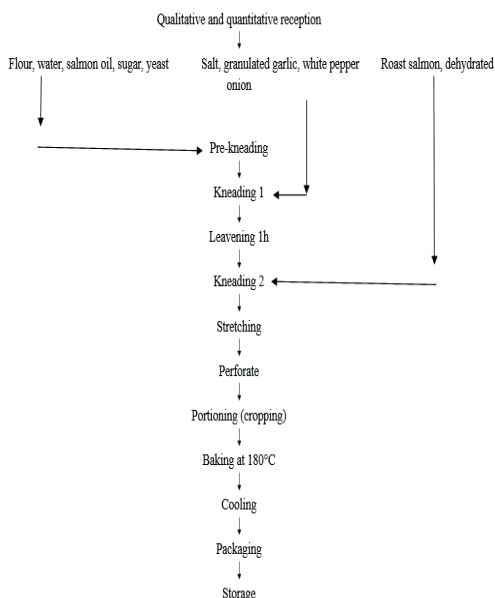 Qualitative and quantitative reception
Flour, water, salmon oil, sugar, yeast
Salt, granulated garlic, white pepper
onion
Roast salmon, dehydrated
Pre-kneading
Kneading 1
Leavening 1h
Kneading 2
Stretching
Perforate
Portioning (cropping)
Baking at 180°C
Cooling
Packaging
Storage